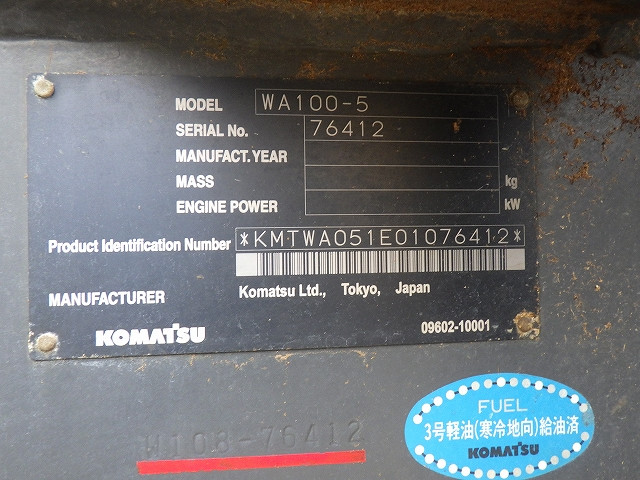 MODEL WA100-5
SERIAL No. 76412
MANUFACT.YEAR
MASS kg
ENGINE POWER kW
Product Identification Number *KMTWA051E01076412*
MANUFACTURER Komatsu Ltd., Tokyo, Japan
KOMATSU 09602-10001
W108-76412
FUEL
3号軽油(寒冷地向)給油済
KOMATSU